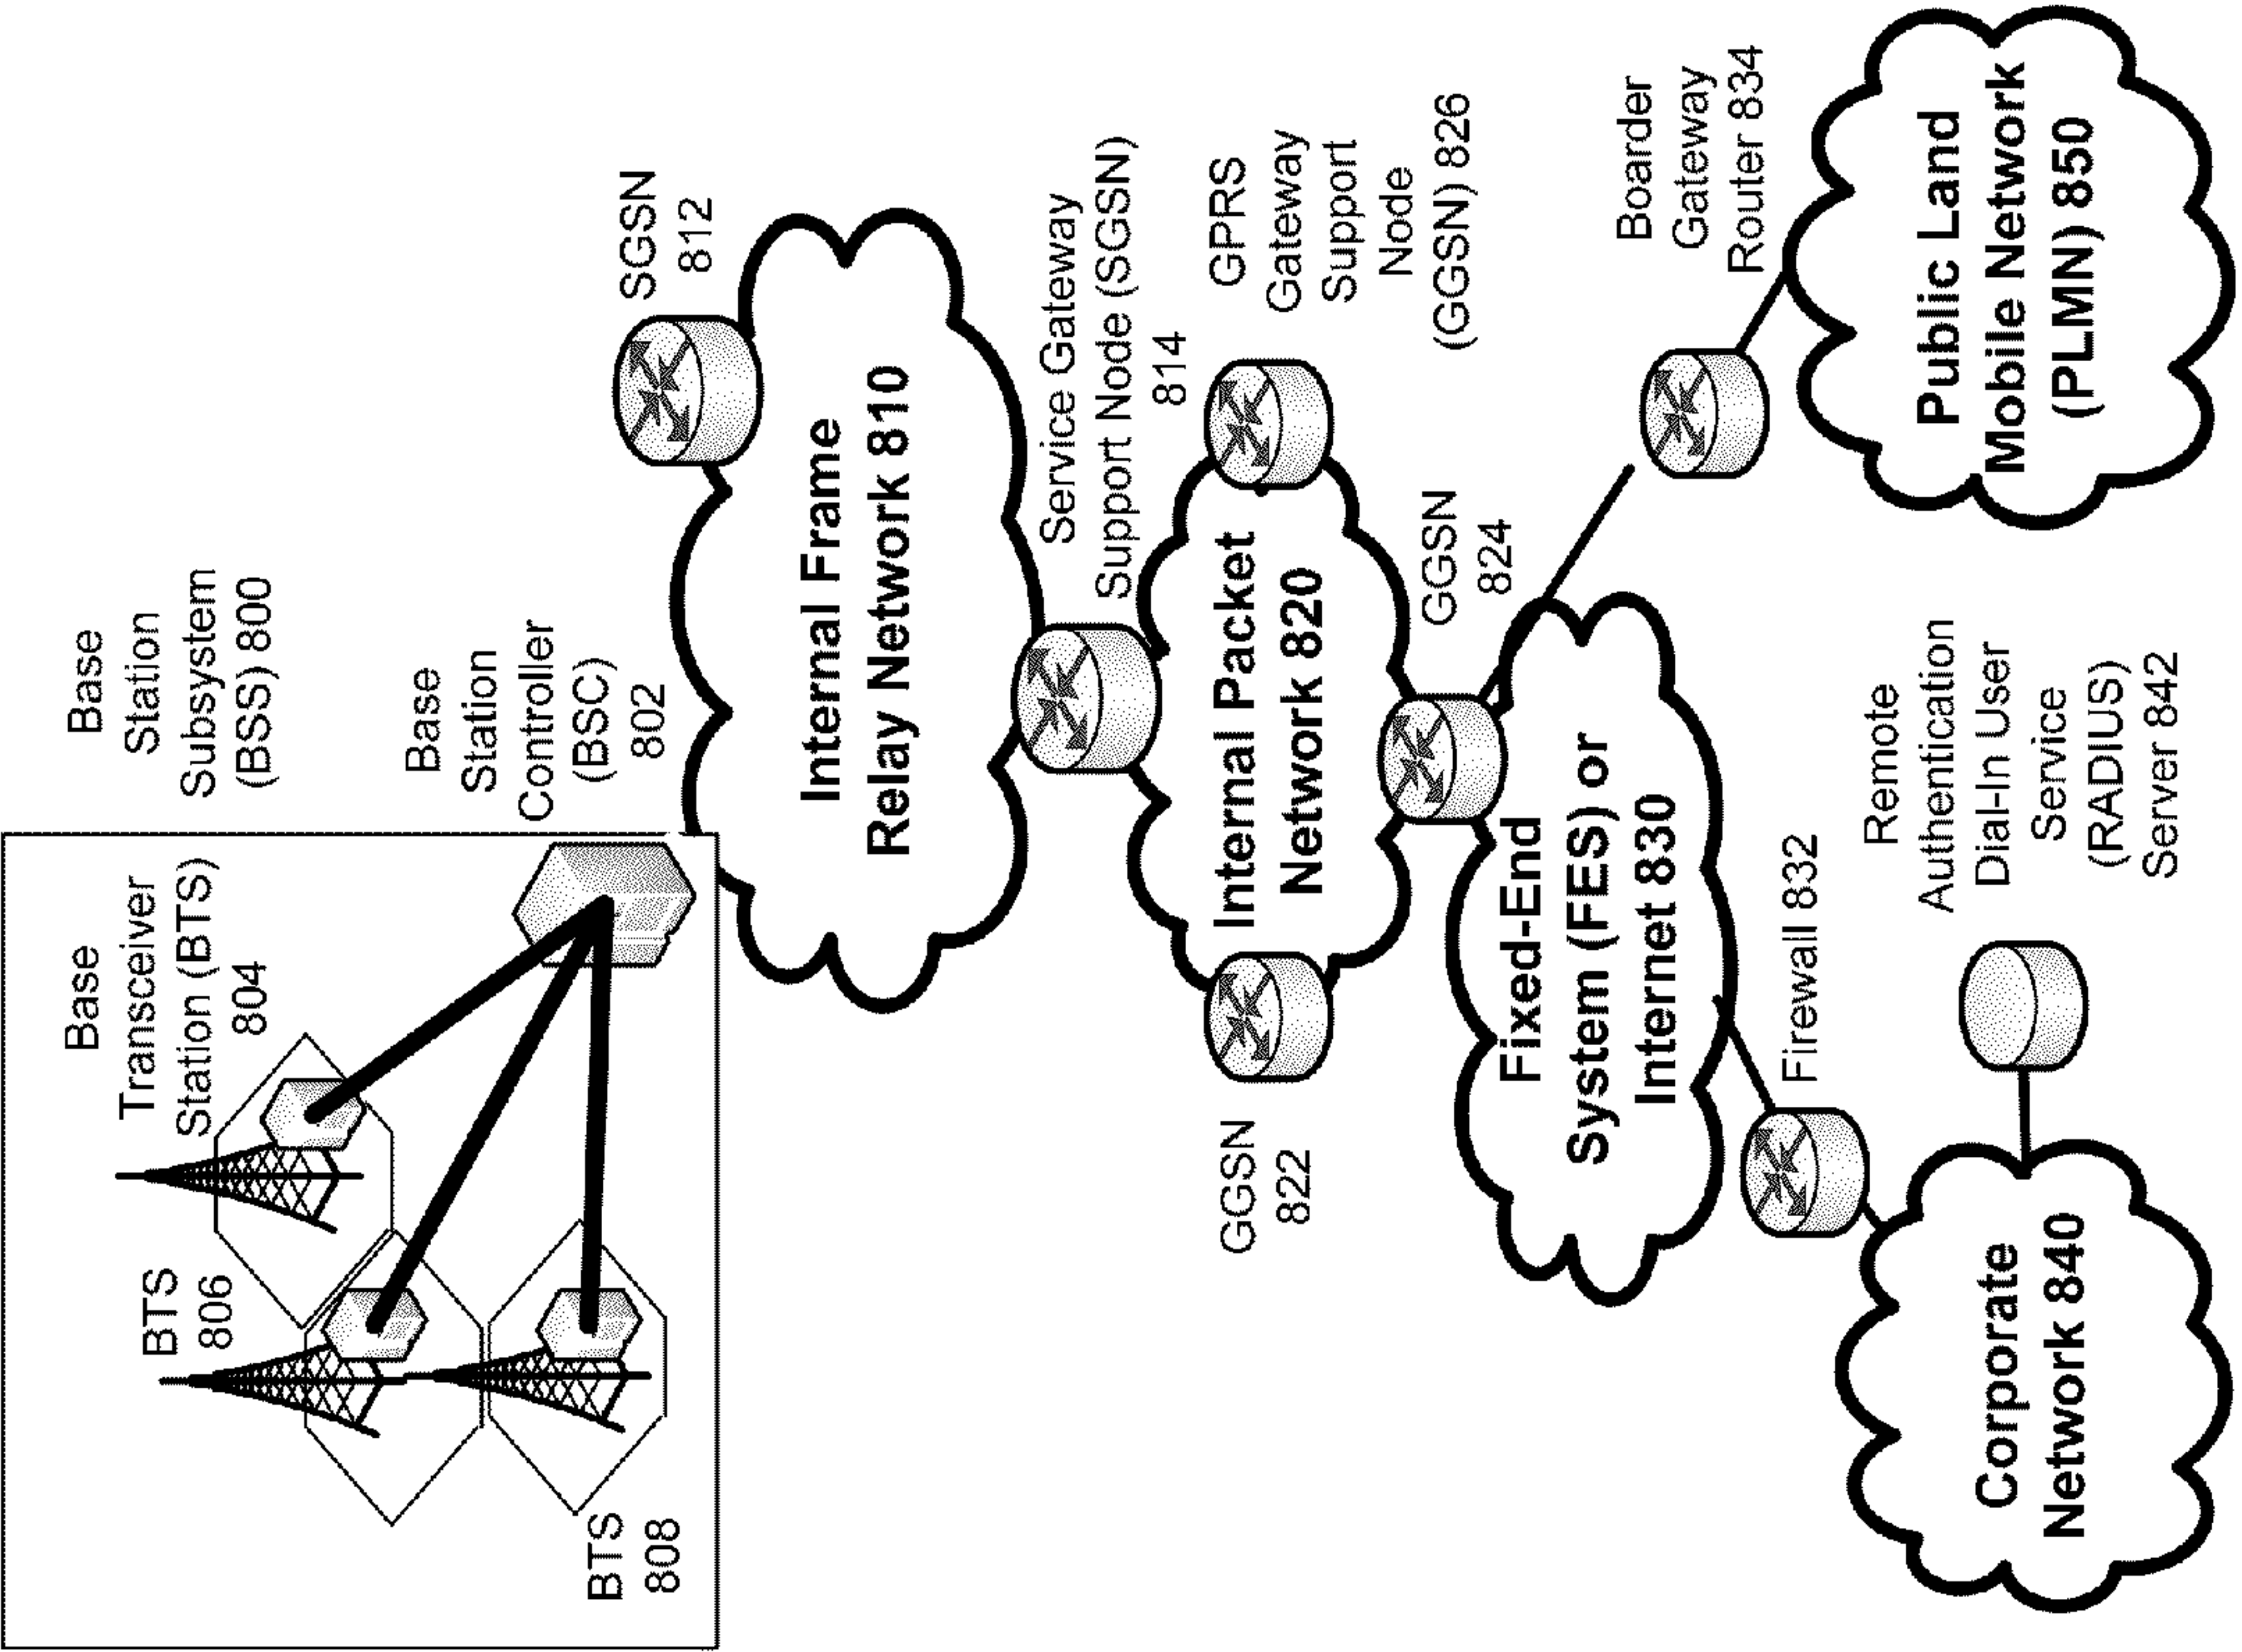 Base
Station
Subsystem
(BSS) 800
Base
Transceiver
Station (BTS)
804
BTS
806
BTS
808
Base
Station
Controller
(BSC)
802
SGSN
812
Internal Frame
Relay Network 810
Service Gateway
Support Node (SGSN)
814
GPRS
Gateway
Support
Node
(GGSN) 826
Internal Packet
Network 820
GGSN
822
GGSN
824
Fixed-End
System (FES) or
Internet 830
Boarder
Gateway
Router 834
Public Land
Mobile Network
(PLMN) 850
Firewall 832
Remote
Authentication
Dial-In User
Service
(RADIUS)
Server 842
Corporate
Network 840